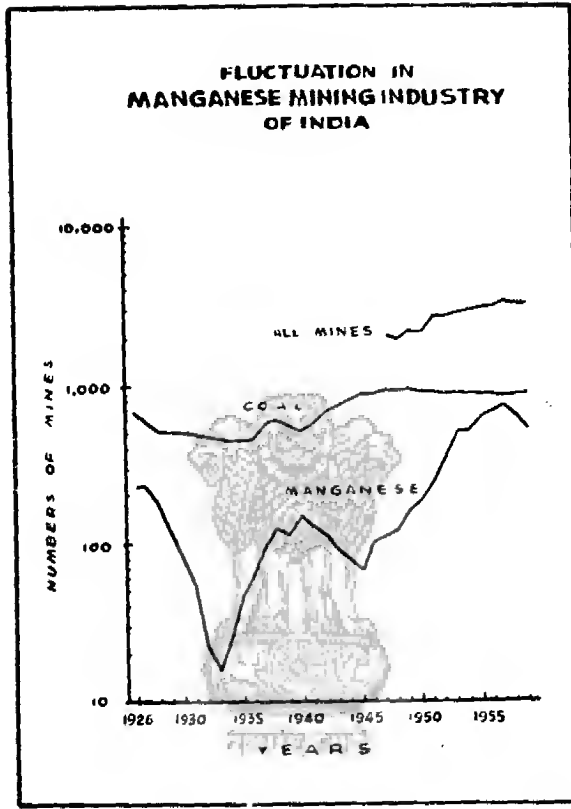 FLUCTUATION IN
MANGANESE MINING INDUSTRY
OF INDIA
10,000
ALL MINES
1,000
COAL
MANGANESE
100
10
NUMBERS OF MINES
1926 1930 1935 1940 1945 1950 1955
YEARS